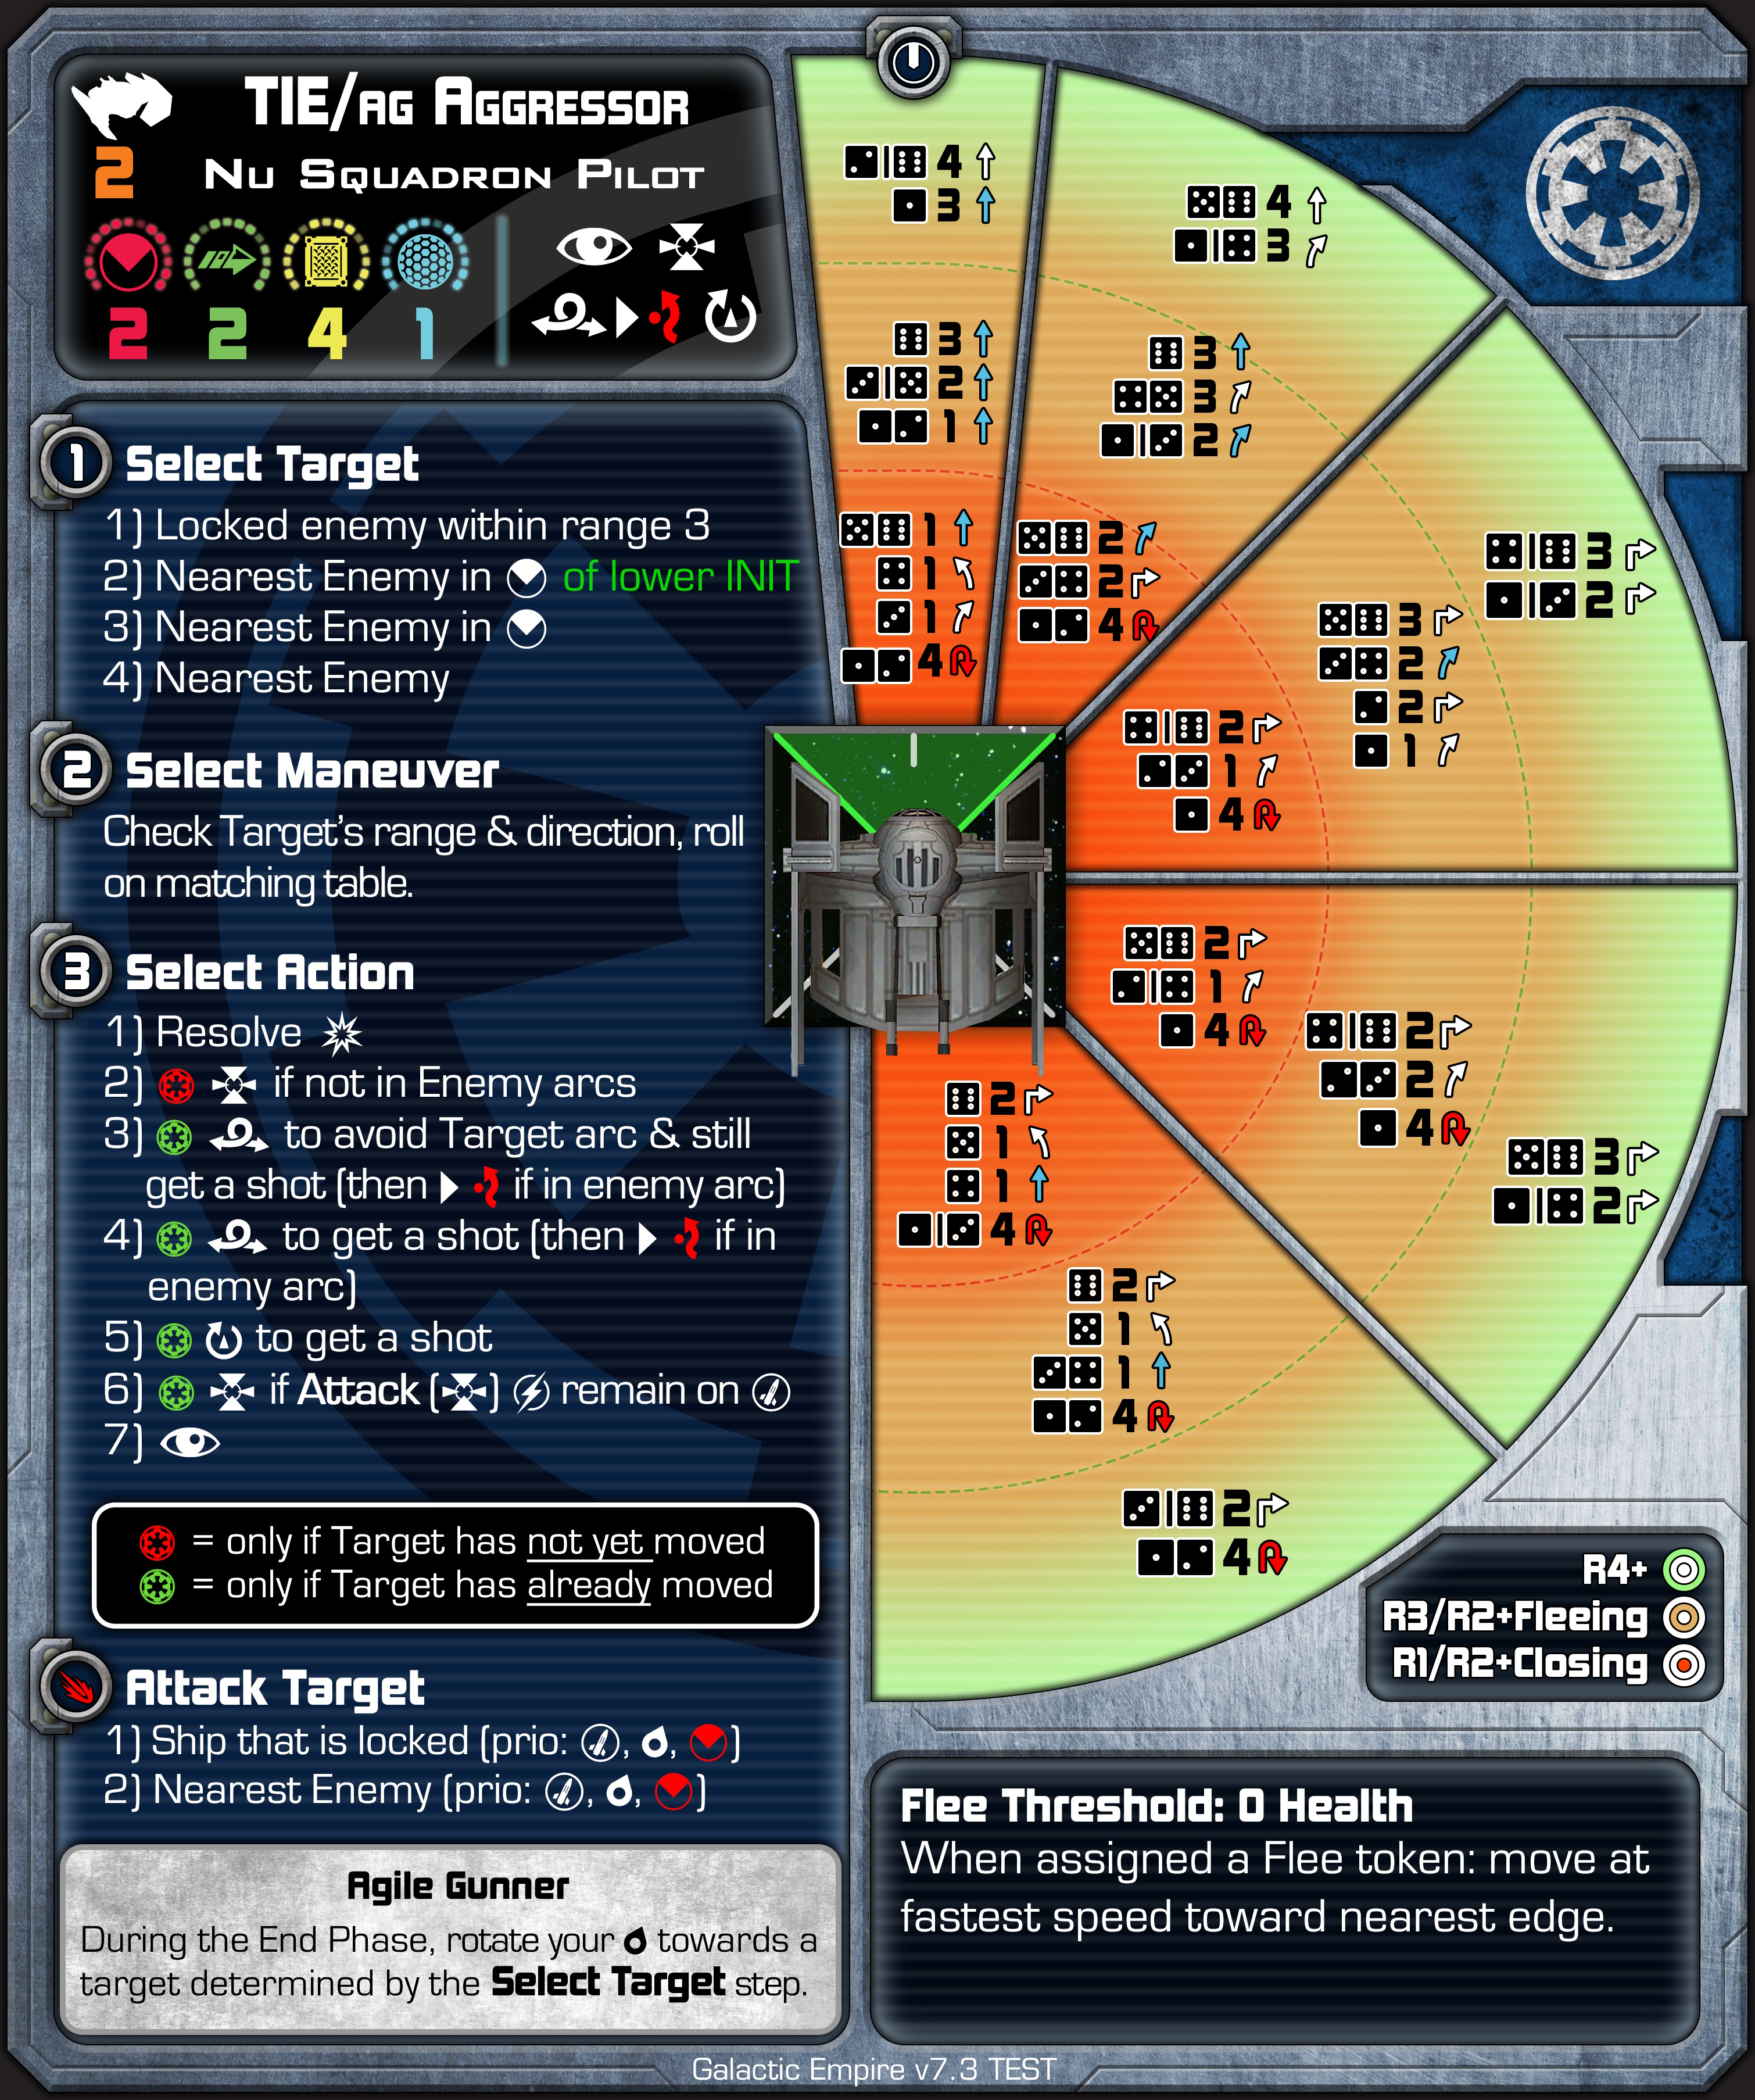 TIE/AG AGGRESSOR
2 NU SQUADRON PILOT
2 2 4 1
1 Select Target
1) Locked enemy within range 3
2) Nearest Enemy in of lower INIT
3) Nearest Enemy in
4) Nearest Enemy
2 Select Maneuver
Check Target's range & direction, roll
on matching table.
3 Select Action
1) Resolve
2) if not in Enemy arcs
3) to avoid Target arc & still
get a shot (then if in enemy arc)
4) to get a shot (then if in
enemy arc)
5) to get a shot
6) if Attack ( ) remain on
7)
= only if Target has not yet moved
= only if Target has already moved
Attack Target
1) Ship that is locked (prio: , , )
2) Nearest Enemy (prio: , , )
Agile Gunner
During the End Phase, rotate your towards a
target determined by the Select Target step.
4
3
3
2
1
1
1
1
4
4
3
3
3
2
2
2
4
3
2
3
2
2
1
2
1
4
2
1
4
2
2
4
3
2
2
1
1
4
2
1
1
4
2
4
R4+
R3/R2+Fleeing
R1/R2+Closing
Flee Threshold: 0 Health
When assigned a Flee token: move at
fastest speed toward nearest edge.
Galactic Empire v7.3 TEST